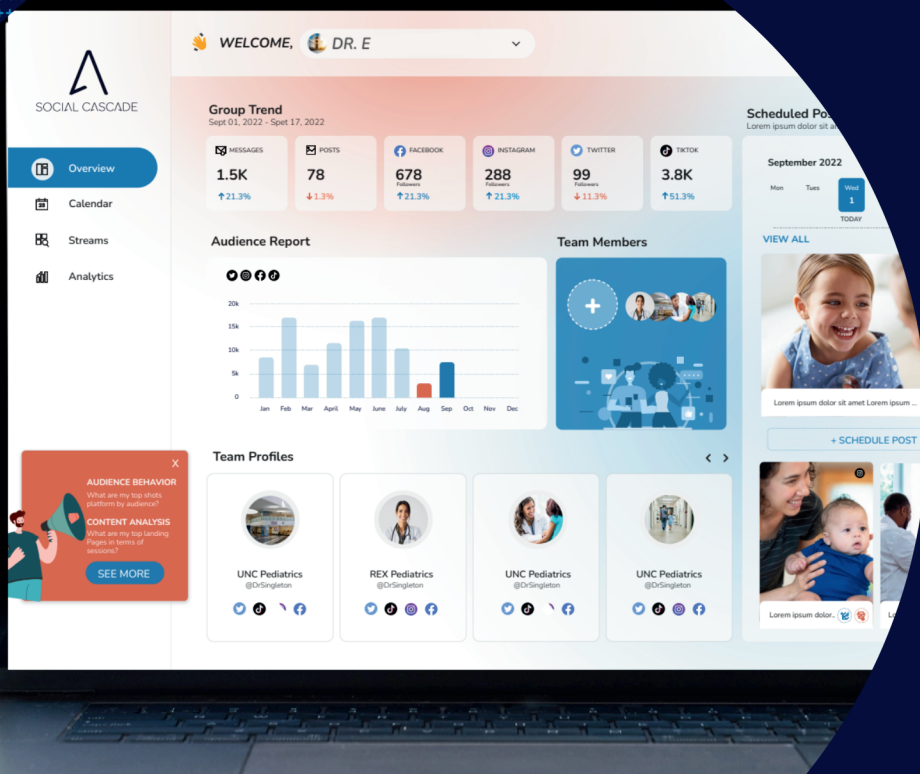 WELCOME, DR. E
SOCIAL CASCADE
Overview
Calendar
Streams
Analytics
Group Trend
Sept 01, 2022 - Spet 17, 2022
MESSAGES
1.5K
21.3%
POSTS
78
1.3%
FACEBOOK
678
Followers
21.3%
INSTAGRAM
288
Followers
21.3%
TWITTER
99
Followers
11.3%
TIKTOK
3.8K
51.3%
Audience Report
20k
15k
10k
5k
0
Jan Feb Mar April May June July Aug Sep Oct Nov Dec
Team Members
Team Profiles
UNC Pediatrics
@DrSingleton
REX Pediatrics
@DrSingleton
UNC Pediatrics
@DrSingleton
UNC Pediatrics
@DrSingleton
X
AUDIENCE BEHAVIOR
What are my top shots
platform by audience?
CONTENT ANALYSIS
What are my top landing
Pages in terms of
sessions?
SEE MORE
Scheduled Pos
Lorem ipsum dolor sit
September 2022
Mon Tues Wed
1
TODAY
VIEW ALL
Lorem ipsum dolor sit amet Lorem ipsum ...
+ SCHEDULE POST
Lorem ipsum dolor..